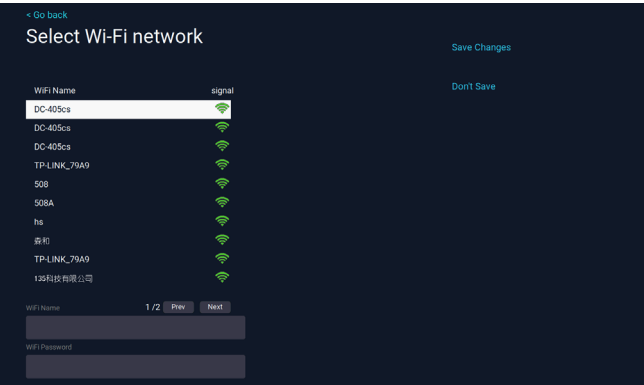 < Go back
Select Wi-Fi network
Save Changes
Don't Save
WiFi Name signal
DC-405cs
DC-405cs
DC-405cs
TP-LINK_79A9
508
508A
hs
森和
TP-LINK_79A9
135科技有限公司
WiFi Name 1 /2 Prev Next
WiFi Password